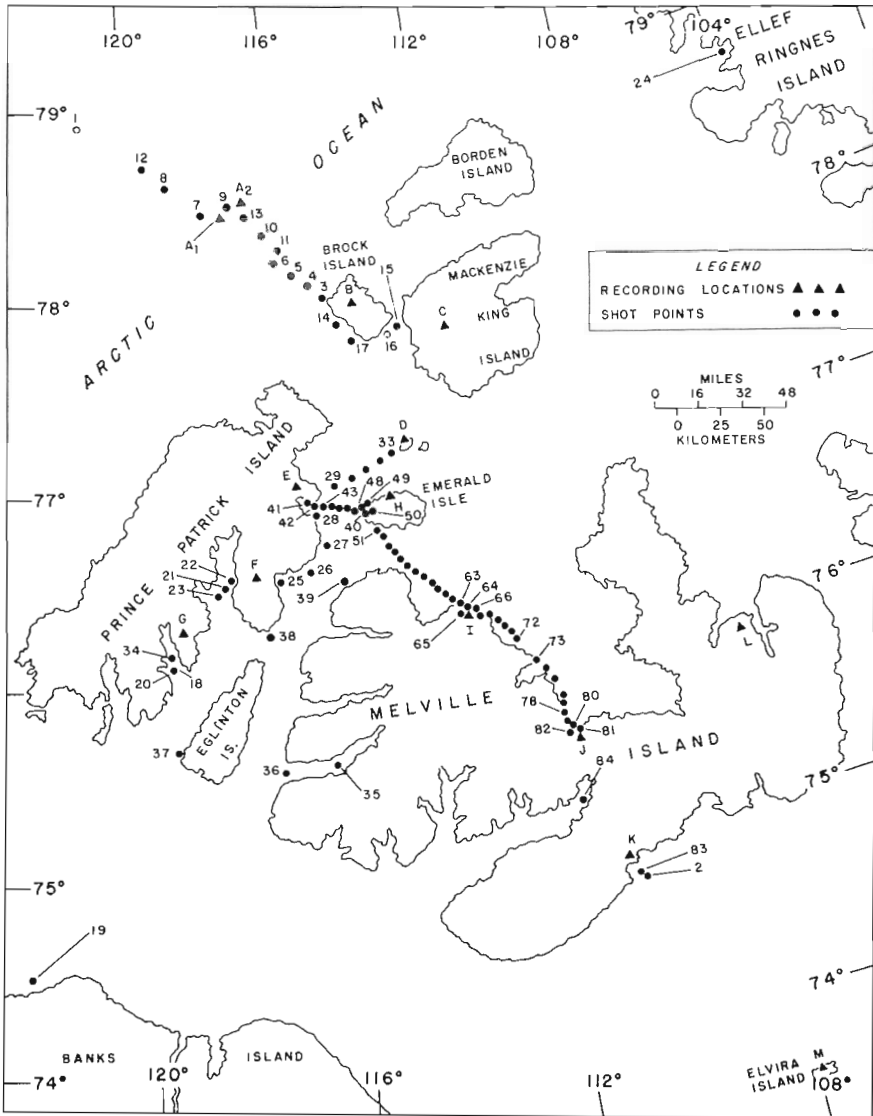 120° 116° 112° 108° 79° 104°
ELLEF
RINGNES
ISLAND
24
79°
1
OCEAN
78°
12
8
BORDEN
ISLAND
9 A2
7 13
A1
10
11
6
5
4
3
BROCK
ISLAND
B
15
MACKENZIE
C
KING
ISLAND
LEGEND
RECORDING LOCATIONS
SHOT POINTS
78°
14
17
16
ARCTIC
77°
MILES
0 16 32 48
0 25 50
KILOMETERS
D
33
29
E
43
48
49
EMERALD
ISLE
H
77°
41
42
28
40
50
51
27
PRINCE PATRICK ISLAND
76°
22
21
23
F
25
26
39
63
64
66
65
I
72
G
38
73
L
34
20
18
78
80
MELVILLE
ISLAND
82
81
J
EGLINTON
IS.
37
36
35
84
75°
K
83
2
75°
19
74°
BANKS
ISLAND
74°
120°
116°
112°
ELVIRA
ISLAND
M
108°